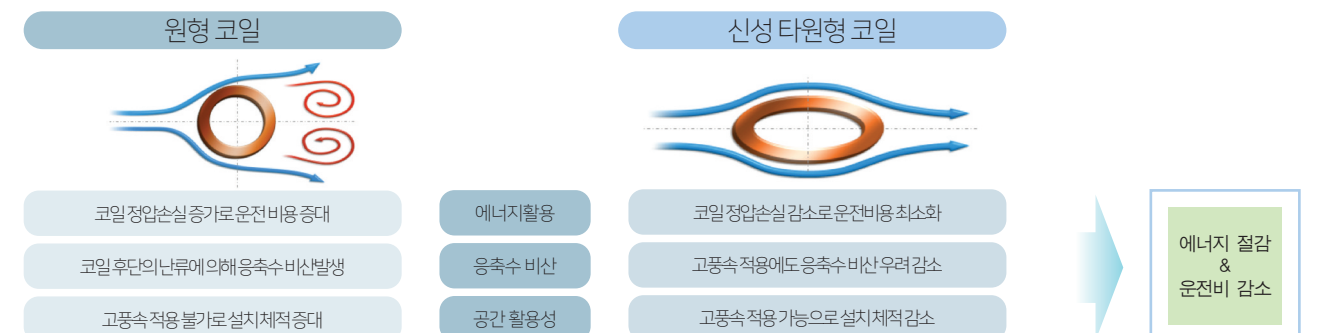 원형 코일
신성 타원형 코일
코일 정압손실 증가로 운전 비용 증대
에너지활용
코일 정압손실 감소로 운전비용 최소화
코일 후단의 난류에 의해 응축수 비산발생
응축수 비산
고풍속 적용에도 응축수 비산 우려 감소
고풍속 적용 불가로 설치 체적 증대
공간 활용성
고풍속 적용 가능으로 설치 체적 감소
에너지 절감
&
운전비 감소